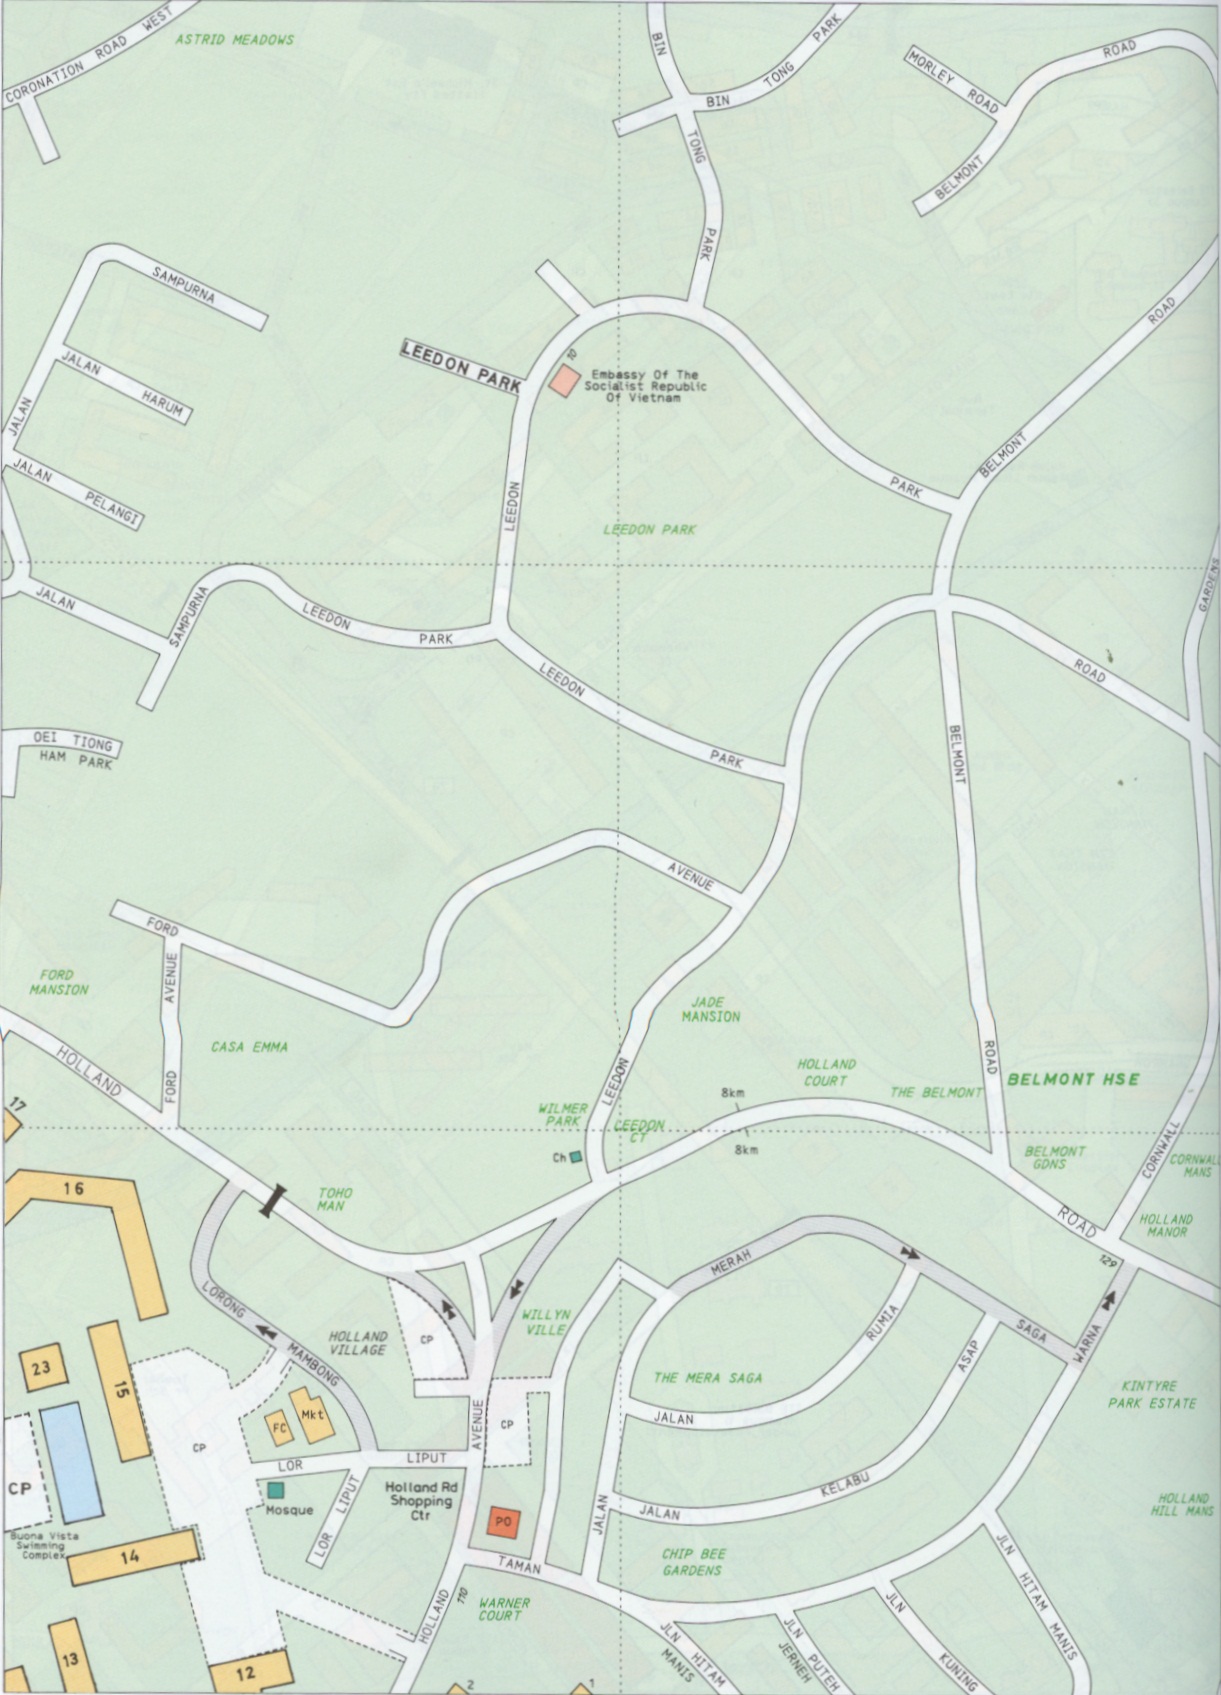 CORONATION ROAD WEST
ASTRID MEADOWS
BIN
TONG
PARK
BIN
TONG
PARK
MORLEY ROAD
ROAD
BELMONT
SAMPURNA
JALAN
HARUM
JALAN
JALAN
PELANGI
LEEDON PARK
10
Embassy Of The
Socialist Republic
Of Vietnam
ROAD
BELMONT
PARK
LEEDON
LEEDON PARK
GARDENS
JALAN
SAMPURNA
LEEDON
PARK
LEEDON
PARK
ROAD
BELMONT
OEI TIONG
HAM PARK
AVENUE
FORD
AVENUE
FORD
FORD
MANSION
CASA EMMA
JADE
MANSION
HOLLAND
LEEDON
HOLLAND
COURT
THE BELMONT
ROAD
BELMONT HSE
8km
8km
WILMER
PARK
LEEDON
CT
Ch
BELMONT
GDNS
CORNWALL
CORNWAL
MANS
17
16
TOHO
MAN
ROAD
HOLLAND
MANOR
129
LORONG
MAMBONG
HOLLAND
VILLAGE
CP
WILLYN
VILLE
MERAH
SAGA
WARNA
RUMIA
ASAP
THE MERA SAGA
KINTYRE
PARK ESTATE
23
15
CP
FC
Mkt
AVENUE
CP
JALAN
LOR
LIPUT
KELABU
JALAN
JALAN
CP
Mosque
LOR LIPUT
Holland Rd
Shopping
Ctr
PO
HOLLAND
HILL MANS
Buona Vista
Swimming
Complex
14
TAMAN
CHIP BEE
GARDENS
JLN HITAM MANIS
HOLLAND
110
WARNER
COURT
JLN HITAM
MANIS
JLN PUTEH
JERNEH
JLN KUNING
13
12
2
1